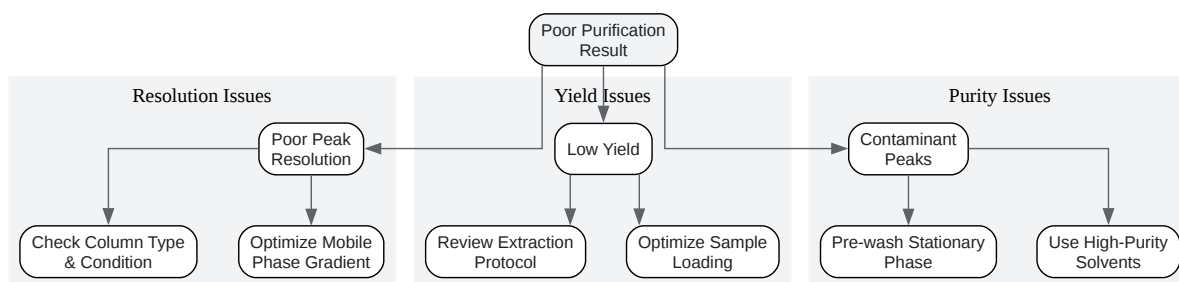 Poor Purification
Result
Resolution Issues
Yield Issues
Purity Issues
Poor Peak
Resolution
Low Yield
Contaminant
Peaks
Check Column Type
& Condition
Optimize Mobile
Phase Gradient
Review Extraction
Protocol
Optimize Sample
Loading
Pre-wash Stationary
Phase
Use High-Purity
Solvents